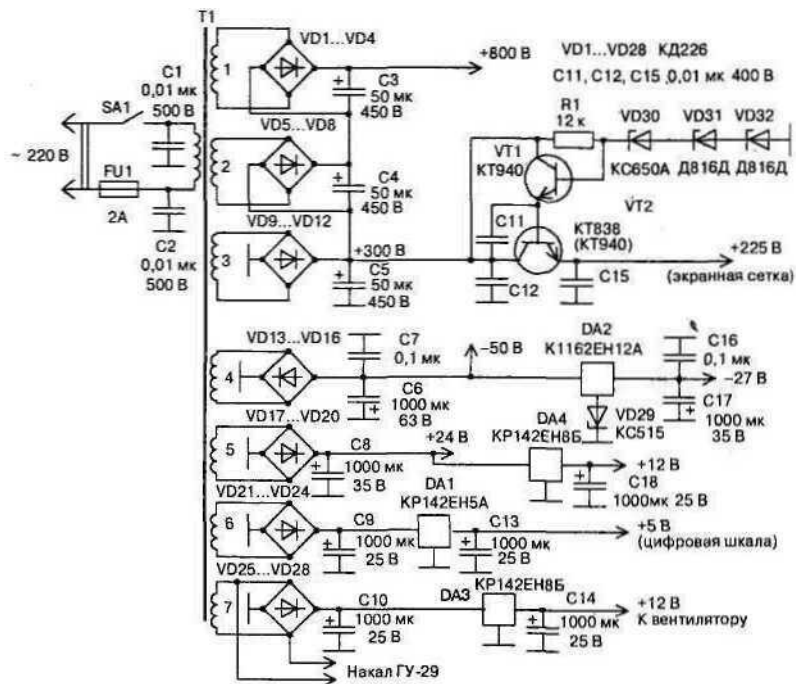 T1
VD1...VD4
+800 В
VD1...VD28 КД226
C11, C12, C15 0,01 мк 400 В
C1
0,01 мк
500 В
SA1
~ 220 В
FU1
2А
C2
0,01 мк
500 В
1
+
C3
50 мк
450 В
VD5...VD8
2
+
C4
50 мк
450 В
VD9...VD12
3
+300 В
+
C5
50 мк
450 В
R1
12 к
VD30
VD31
VD32
VT1
КТ940
КС650А
Д816Д
Д816Д
VT2
C11
КТ838
(КТ940)
C12
C15
+225 В
(экранная сетка)
VD13...VD16
4
C7
0,1 мк
C6
1000 мк
63 В
+
−50 В
DA2
К1162ЕН12А
C16
0,1 мк
−27 В
VD29
КС515
C17
+
1000 мк
35 В
VD17...VD20
5
C8
+
1000 мк
35 В
+24 В
DA4
КР142ЕН8Б
+12 В
+
C18
1000мк 25 В
VD21...VD24
6
C9
+
1000 мк
25 В
DA1
КР142ЕН5А
C13
+
1000 мк
25 В
+5 В
(цифровая шкала)
VD25...VD28
7
C10
+
1000 мк
25 В
DA3
КР142ЕН8Б
C14
+
1000 мк
25 В
+12 В
К вентилятору
Накал ГУ-29